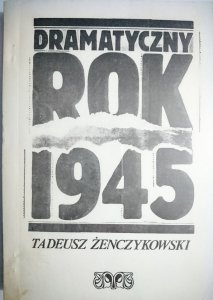 DRAMATYCZNY
ROK
1945
TADEUSZ ŻENCZYKOWSKI